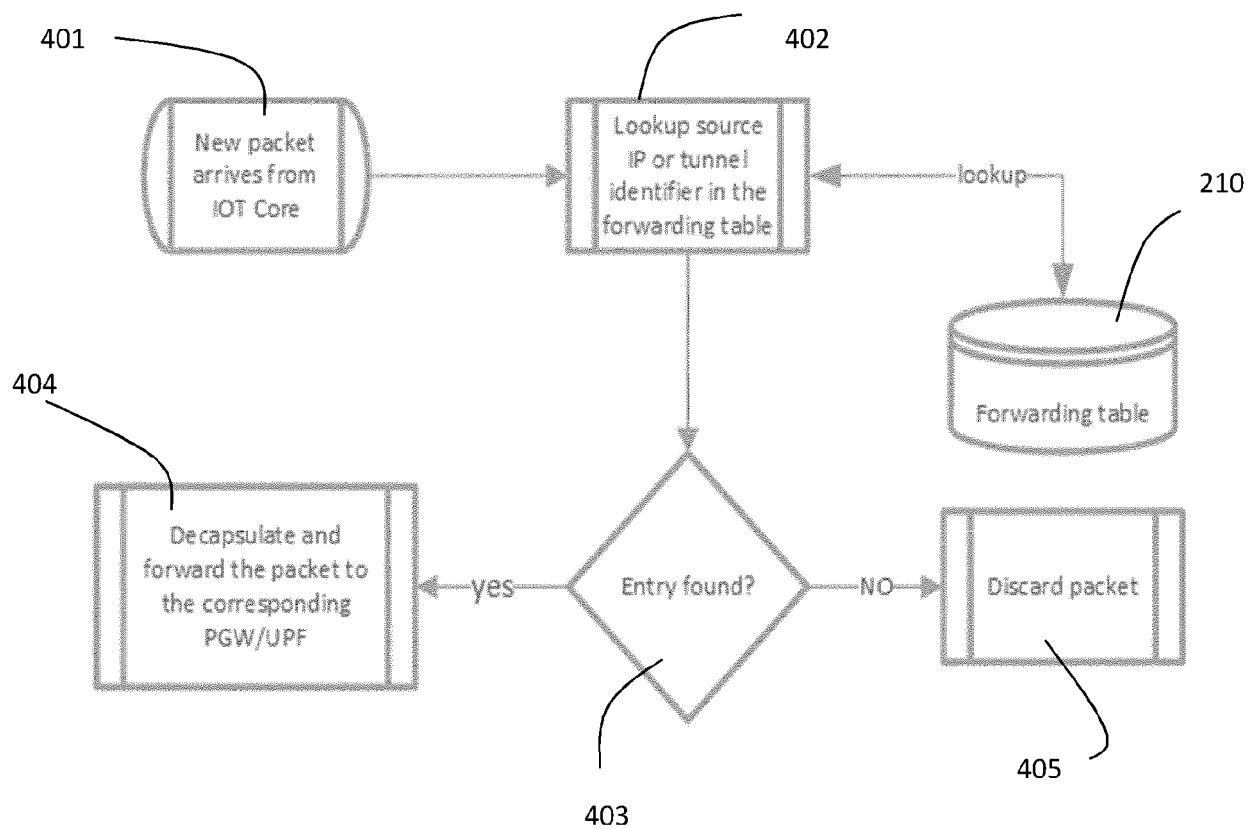 401
402
New packet
arrives from
IOT Core
Lookup source
IP or tunnel
identifier in the
forwarding table
lookup
210
Forwarding table
404
Decapsulate and
forward the packet to
the corresponding
PGW/UPF
yes
Entry found?
NO
Discard packet
405
403